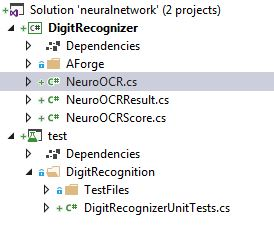 Solution 'neuralnetwork' (2 projects)
DigitRecognizer
Dependencies
AForge
NeuroOCR.cs
NeuroOCRResult.cs
NeuroOCRScore.cs
test
Dependencies
DigitRecognition
TestFiles
DigitRecognizerUnitTests.cs